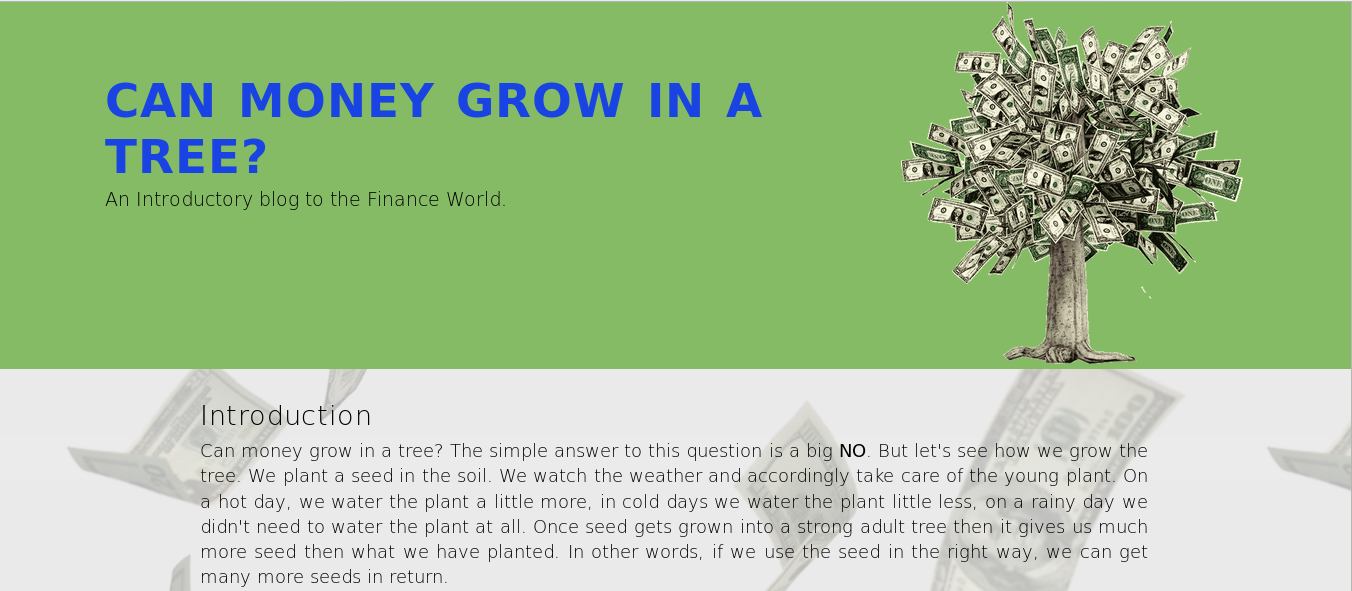 CAN MONEY GROW IN A
TREE?
An Introductory blog to the Finance World.
Introduction
Can money grow in a tree? The simple answer to this question is a big NO. But let's see how we grow the
tree. We plant a seed in the soil. We watch the weather and accordingly take care of the young plant. On
a hot day, we water the plant a little more, in cold days we water the plant little less, on a rainy day we
didn't need to water the plant at all. Once seed gets grown into a strong adult tree then it gives us much
more seed then what we have planted. In other words, if we use the seed in the right way, we can get
many more seeds in return.